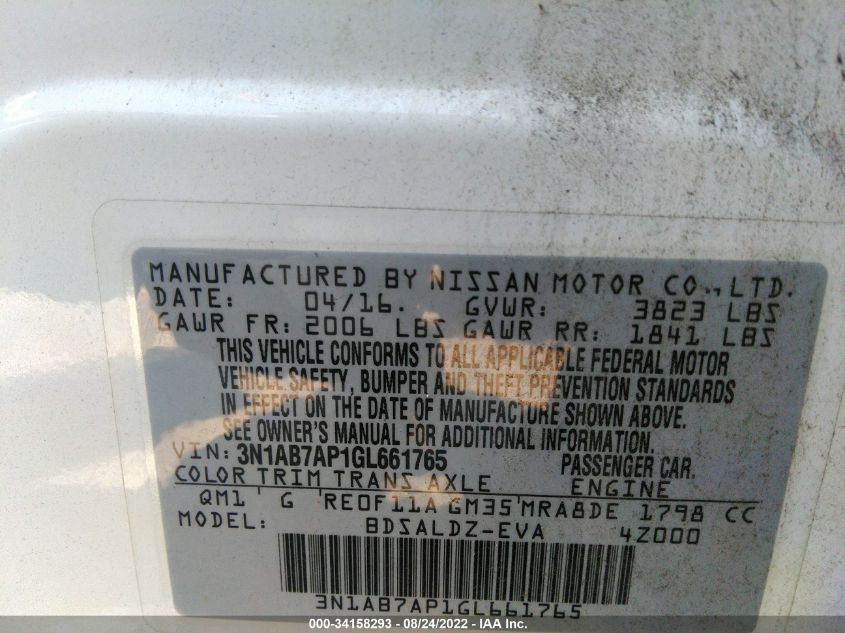 MANUFACTURED BY NISSAN MOTOR CO., LTD.
DATE: 04/16. GVWR: 3823 LBS
GAWR FR: 2006 LBS GAWR RR: 1841 LBS
THIS VEHICLE CONFORMS TO ALL APPLICABLE FEDERAL MOTOR
VEHICLE SAFETY, BUMPER AND THEFT PREVENTION STANDARDS
IN EFFECT ON THE DATE OF MANUFACTURE SHOWN ABOVE.
SEE OWNER'S MANUAL FOR ADDITIONAL INFORMATION.
VIN: 3N1AB7AP1GL661765 PASSENGER CAR.
COLOR TRIM TRANS AXLE ENGINE
QM1 ' G 'RE0F11A GM35'MRA8DE 1798 CC
MODEL: BDSALDZ-EVA 4Z000
3N1AB7AP1GL661765
000-34158293 - 08/24/2022 - © IAA Inc.